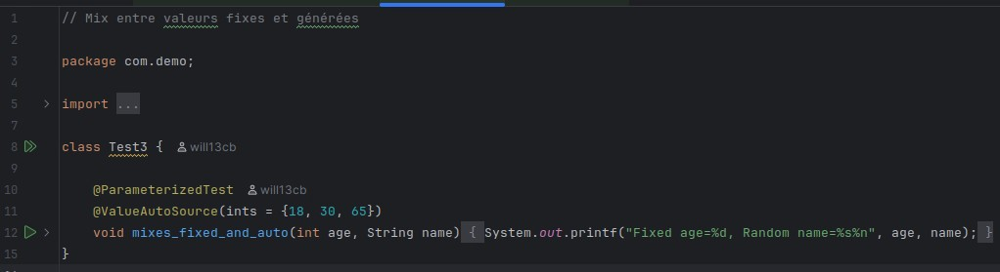 1 // Mix entre valeurs fixes et générées
2
3 package com.demo;
4
5 import ...
7
8 class Test3 { will13cb
9
10 @ParameterizedTest will13cb
11 @ValueAutoSource(ints = {18, 30, 65})
12 void mixes_fixed_and_auto(int age, String name) { System.out.printf("Fixed age=%d, Random name=%s%n", age, name); }
15 }